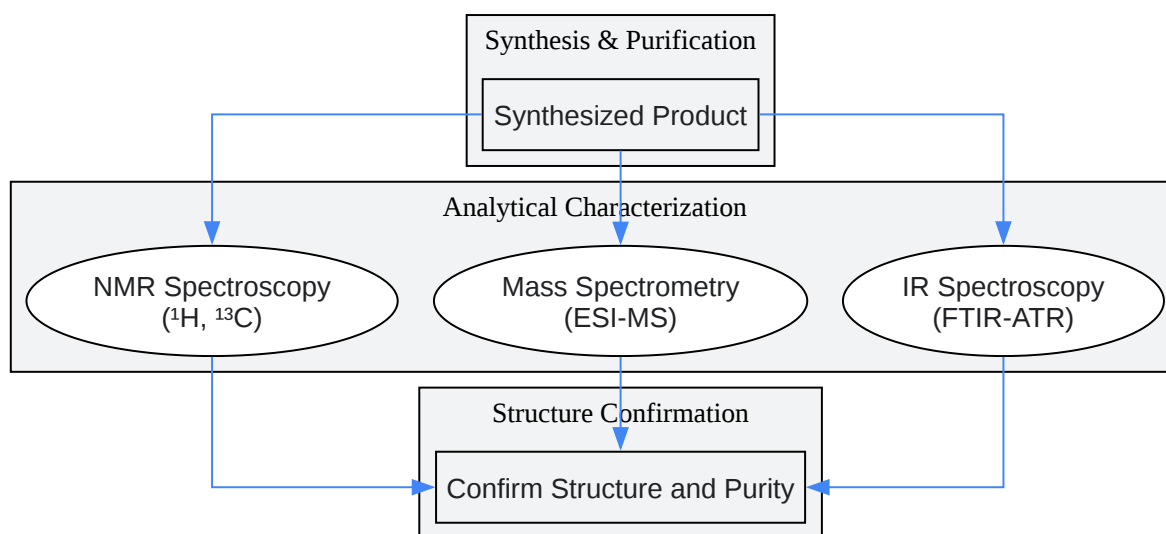 Synthesis & Purification
Synthesized Product
Analytical Characterization
NMR Spectroscopy
(¹H, ¹³C)
Mass Spectrometry
(ESI-MS)
IR Spectroscopy
(FTIR-ATR)
Structure Confirmation
Confirm Structure and Purity